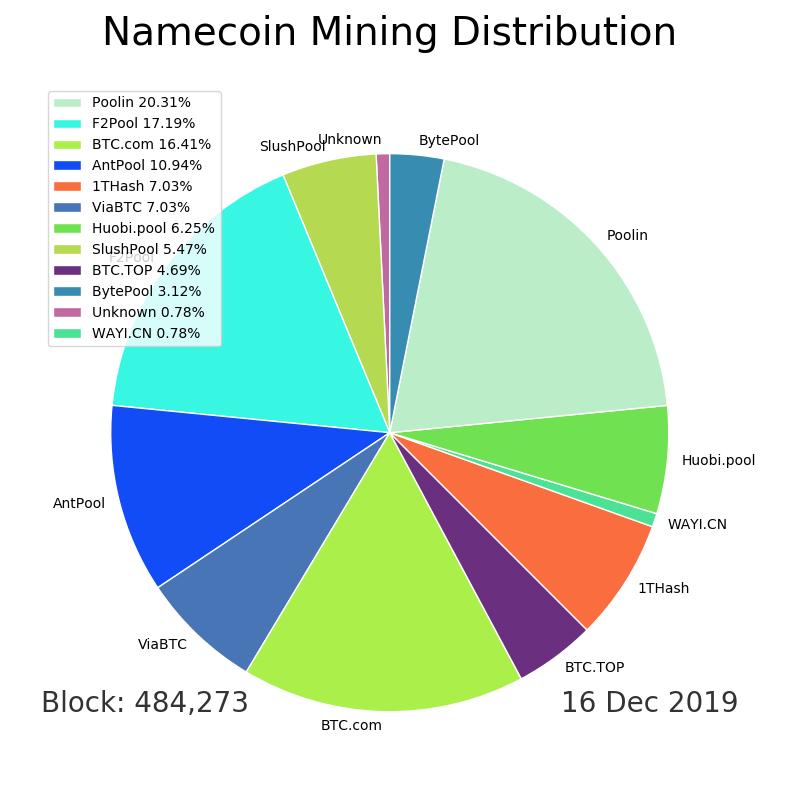 Namecoin Mining Distribution
Poolin 20.31%
F2Pool 17.19%
BTC.com 16.41%
AntPool 10.94%
1THash 7.03%
ViaBTC 7.03%
Huobi.pool 6.25%
SlushPool 5.47%
BTC.TOP 4.69%
BytePool 3.12%
Unknown 0.78%
WAYI.CN 0.78%
SlushPool
Unknown
BytePool
Poolin
F2Pool
Huobi.pool
AntPool
WAYI.CN
1THash
ViaBTC
BTC.TOP
BTC.com
Block: 484,273
16 Dec 2019